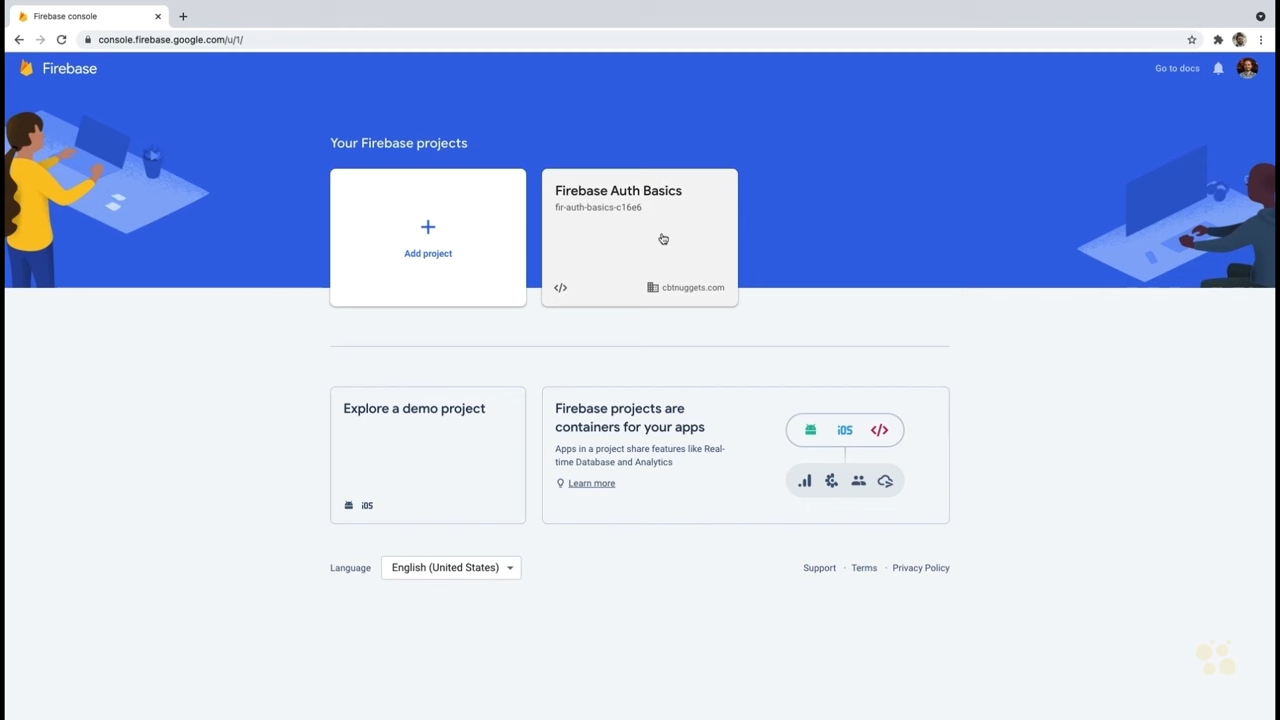 Firebase console
console.firebase.google.com/u/1/
Firebase
Go to docs
Your Firebase projects
Add project
Firebase Auth Basics
fir-auth-basics-c16e6
cbtnuggets.com
Explore a demo project
iOS
Firebase projects are
containers for your apps
Apps in a project share features like Real-
time Database and Analytics
Learn more
iOS
Language
English (United States)
Support · Terms · Privacy Policy